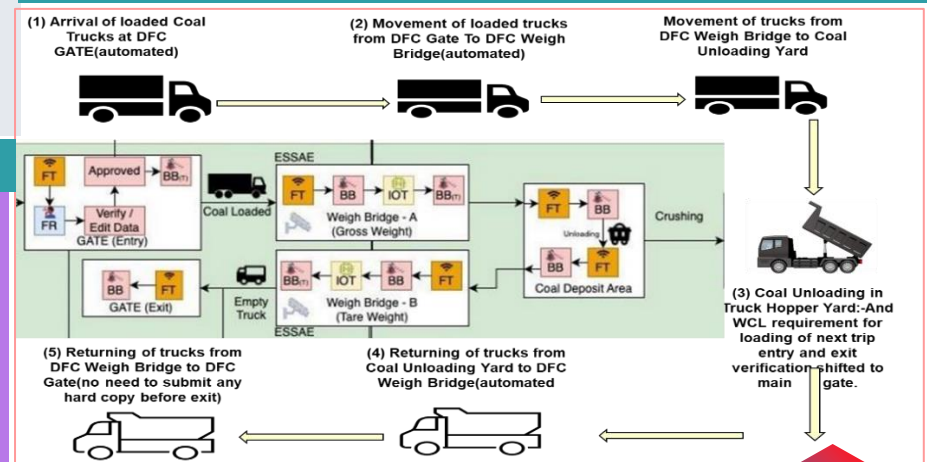 (1) Arrival of loaded Coal
Trucks at DFC
GATE(automated)
(2) Movement of loaded trucks
from DFC Gate To DFC Weigh
Bridge(automated)
Movement of trucks from
DFC Weigh Bridge to Coal
Unloading Yard
FT
Approved
BB(T)
FR
Verify /
Edit Data
GATE (Entry)
Coal Loaded
ESSAE
FT
BB
IOT
BB(T)
Weigh Bridge - A
(Gross Weight)
FT
BB
Unloading
BB
FT
Coal Deposit Area
Crushing
BB
FT
GATE (Exit)
Empty
Truck
BB(T)
IOT
BB
FT
Weigh Bridge - B
(Tare Weight)
ESSAE
(3) Coal Unloading in
Truck Hopper Yard:-And
WCL requirement for
loading of next trip
entry and exit
verification shifted to
main gate.
(5) Returning of trucks from
DFC Weigh Bridge to DFC
Gate(no need to submit any
hard copy before exit)
(4) Returning of trucks from
Coal Unloading Yard to DFC
Weigh Bridge(automated